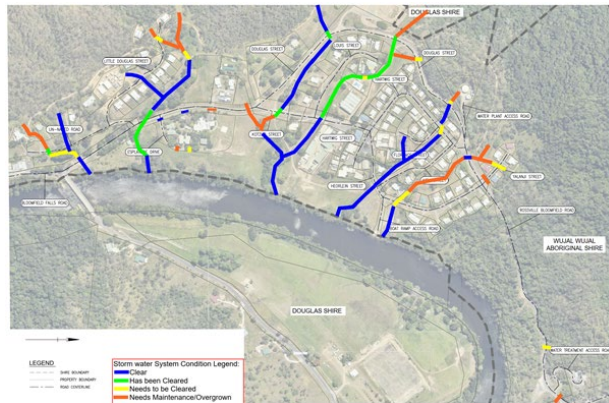 DOUGLAS SHIRE
DOUGLAS STREET
LOUIS STREET
DOUGLAS STREET
LITTLE DOUGLAS STREET
HARTWIG STREET
WATER PLANT ACCESS ROAD
UN-NAMED ROAD
HARTWIG STREET
ESPLANADE DRIVE
HEORLEIN STREET
YALANJI STREET
BLOOMFIELD FALLS ROAD
BOAT RAMP ACCESS ROAD
ROSSVILLE BLOOMFIELD ROAD
WUJAL WUJAL
ABORIGINAL SHIRE
DOUGLAS SHIRE
WATER TREATMENT ACCESS ROAD
LEGEND
SHIRE BOUNDARY
PROPERTY BOUNDARY
ROAD CENTERLINE
Storm water System Condition Legend:
Clear
Has been Cleared
Needs to be Cleared
Needs Maintenance/Overgrown